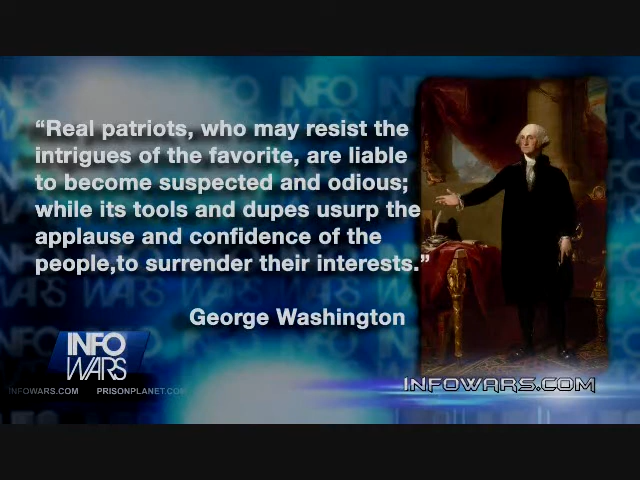 “Real patriots, who may resist the
intrigues of the favorite, are liable
to become suspected and odious;
while its tools and dupes usurp the
applause and confidence of the
people,to surrender their interests.”
George Washington
INFO
WARS
INFOWARS.COM PRISONPLANET.COM
INFOWARS.COM